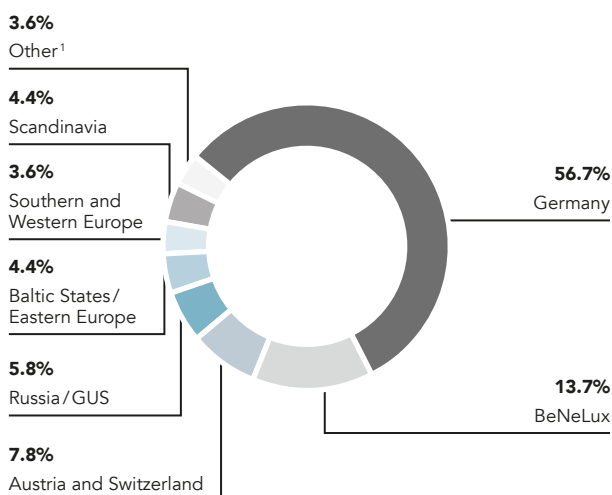 3.6%
Other¹
4.4%
Scandinavia
3.6%
Southern and
Western Europe
4.4%
Baltic States/
Eastern Europe
5.8%
Russia/GUS
7.8%
Austria and Switzerland
56.7%
Germany
13.7%
BeNeLux